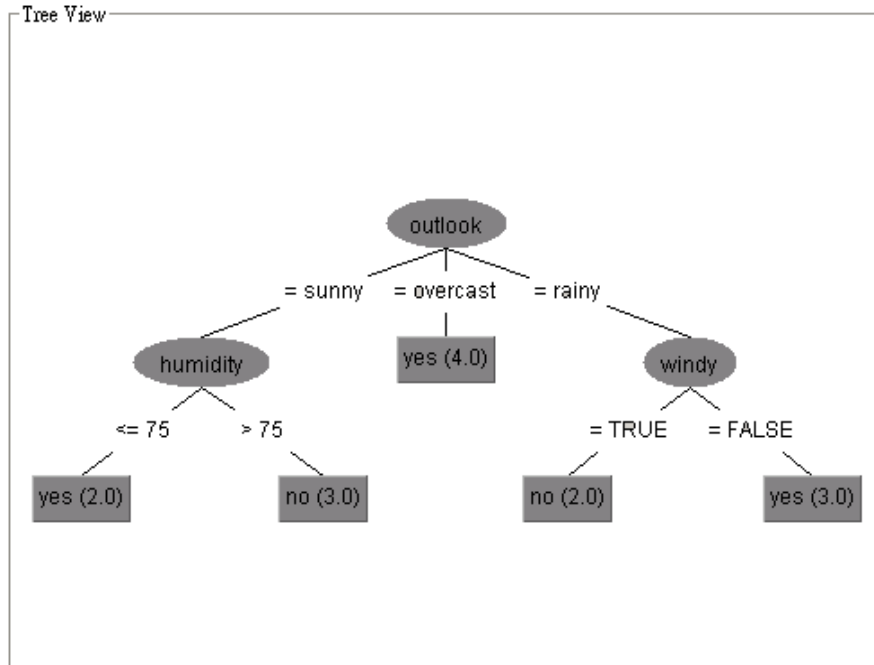 Tree View
outlook
= sunny
= overcast
= rainy
humidity
yes (4.0)
windy
<= 75
> 75
= TRUE
= FALSE
yes (2.0)
no (3.0)
no (2.0)
yes (3.0)